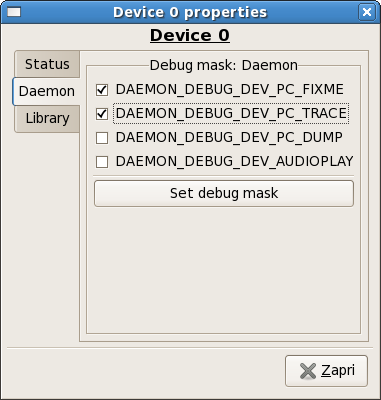 Device 0 properties
Device 0
Status
Daemon
Library
Debug mask: Daemon
DAEMON_DEBUG_DEV_PC_FIXME
DAEMON_DEBUG_DEV_PC_TRACE
DAEMON_DEBUG_DEV_PC_DUMP
DAEMON_DEBUG_DEV_AUDIOPLAY
Set debug mask
Zapri